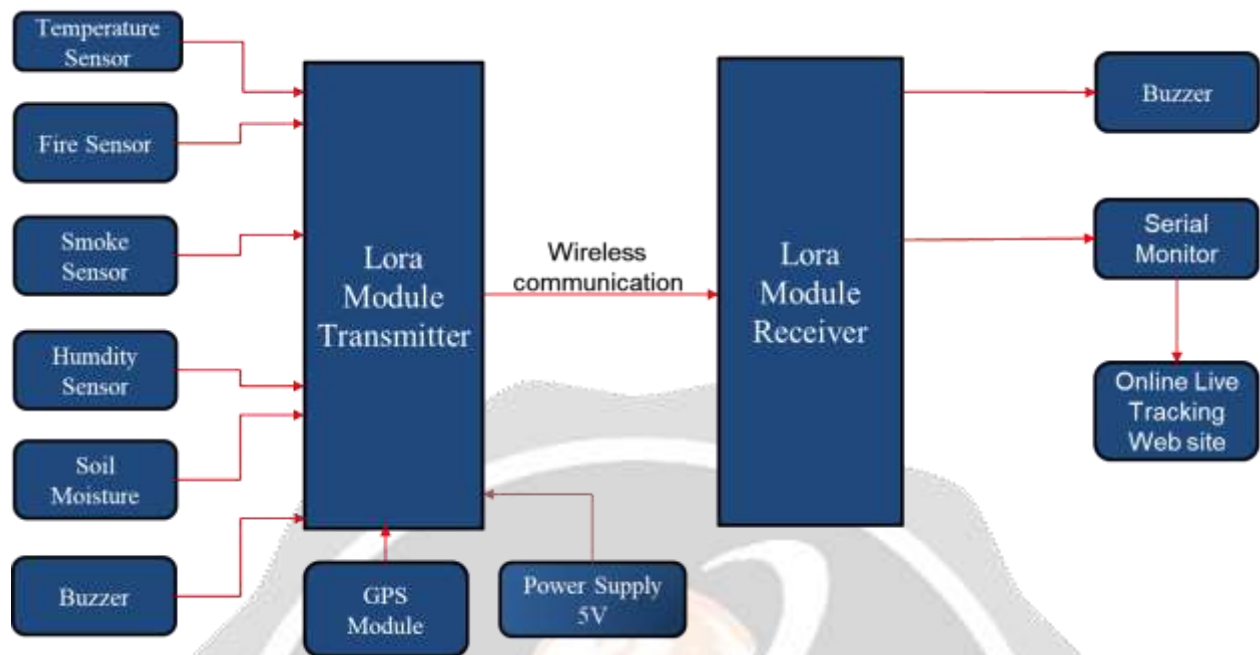 Temperature
Sensor
Fire Sensor
Smoke
Sensor
Humdity
Sensor
Soil
Moisture
Buzzer
Lora
Module
Transmitter
GPS
Module
Power Supply
5V
Wireless
communication
Lora
Module
Receiver
Buzzer
Serial
Monitor
Online Live
Tracking
Web site